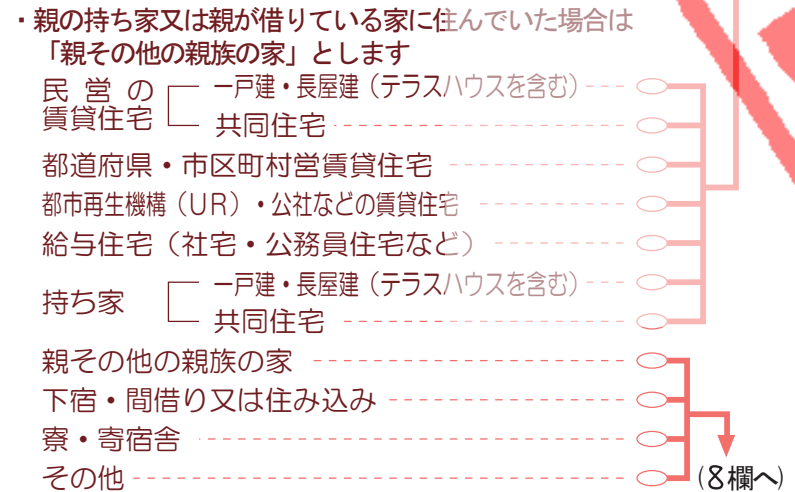 ・親の持ち家又は親が借りている家に住んでいた場合は
「親その他の親族の家」とします
民営の
賃貸住宅
一戸建・長屋建（テラスハウスを含む）
共同住宅
都道府県・市区町村営賃貸住宅
都市再生機構（UR）・公社などの賃貸住宅
給与住宅（社宅・公務員住宅など）
持ち家
一戸建・長屋建（テラスハウスを含む）
共同住宅
親その他の親族の家
下宿・間借り又は住み込み
寮・寄宿舎
その他
(8欄へ)